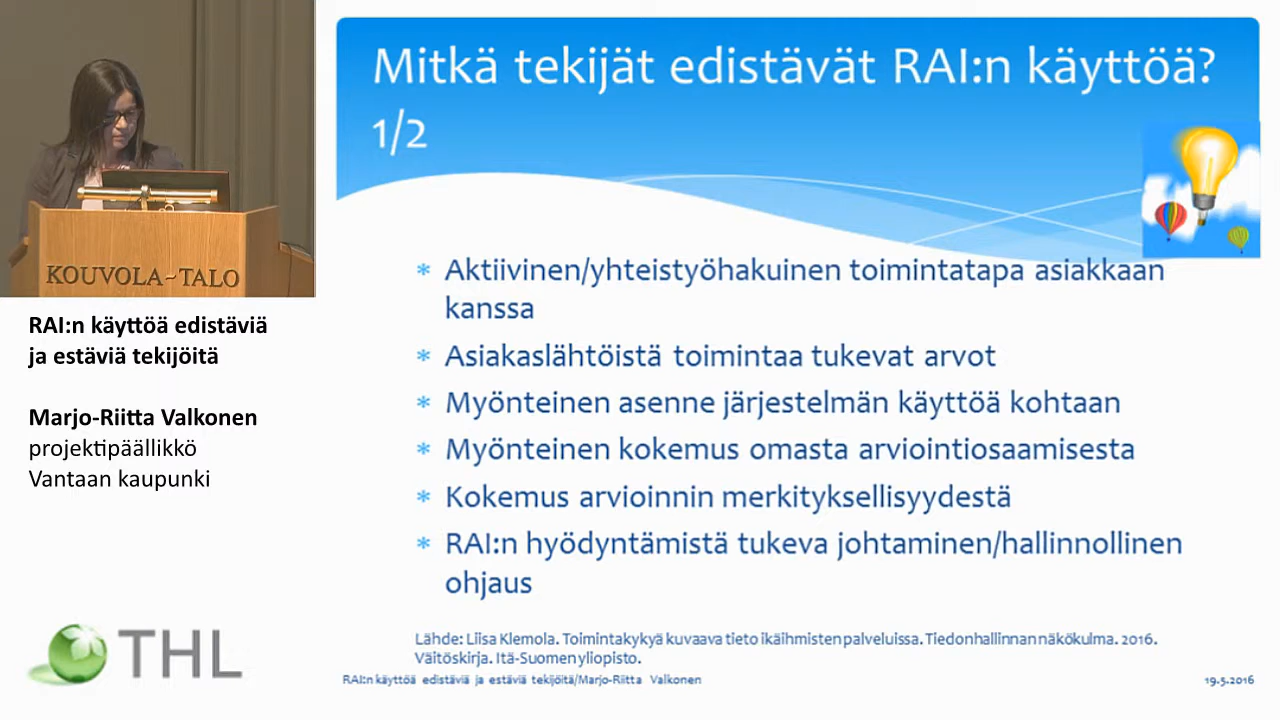 Mitkä tekijät edistävät RAI:n käyttöä?
1/2
KOUVOLA-TALO
RAI:n käyttöä edistäviä
ja estäviä tekijöitä
Marjo-Riitta Valkonen
projektipäällikkö
Vantaan kaupunki
THL
* Aktiivinen/yhteistyöhakuinen toimintatapa asiakkaan
kanssa
* Asiakaslähtöistä toimintaa tukevat arvot
* Myönteinen asenne järjestelmän käyttöä kohtaan
* Myönteinen kokemus omasta arviointiosaamisesta
* Kokemus arvioinnin merkityksellisyydestä
* RAI:n hyödyntämistä tukeva johtaminen/hallinnollinen
ohjaus
Lähde: Liisa Klemola. Toimintakykyä kuvaava tieto ikäihmisten palveluissa. Tiedonhallinnan näkökulma. 2016.
Väitöskirja. Itä-Suomen yliopisto.
RAI:n käyttöä edistäviä ja estäviä tekijöitä/Marjo-Riitta Valkonen
19.5.2016